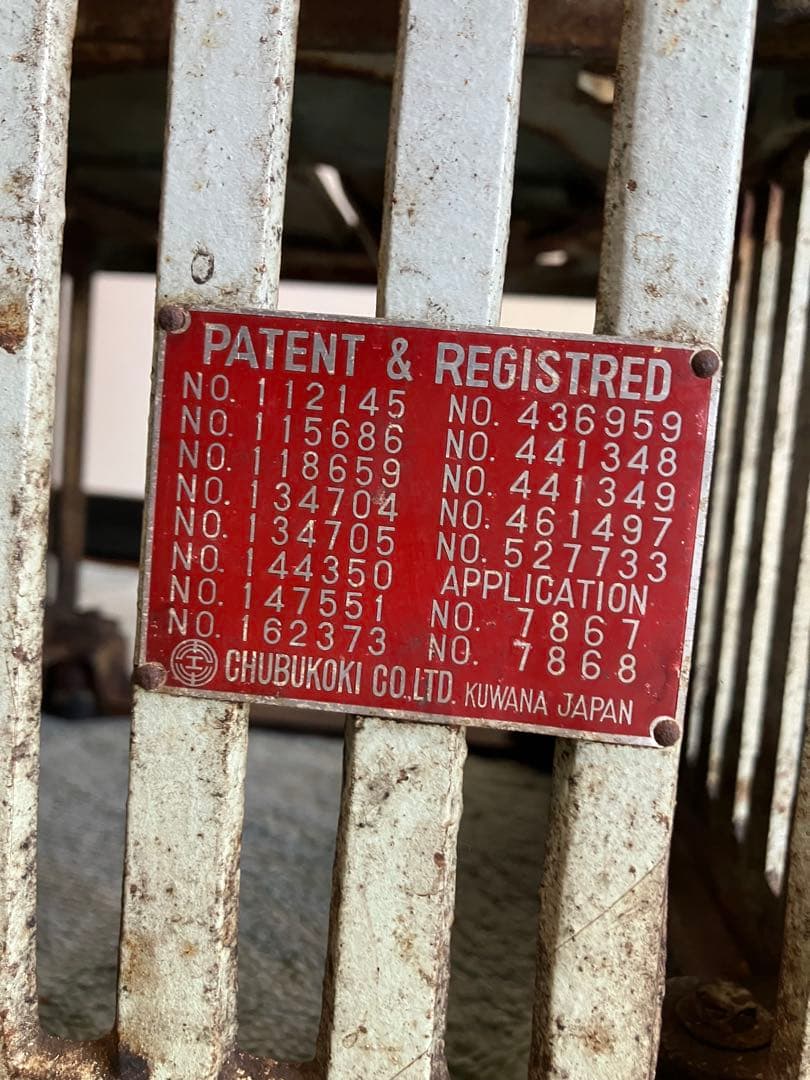 PATENT & REGISTRED
NO. 112145
NO. 115686
NO. 118659
NO. 134704
NO. 134705
NO. 144350
NO. 147551
NO. 162373
NO. 436959
NO. 441348
NO. 441349
NO. 461497
NO. 527733
APPLICATION
NO. 7867
NO. 7868
CHUBUKOKI CO.,LTD. KUWANA JAPAN